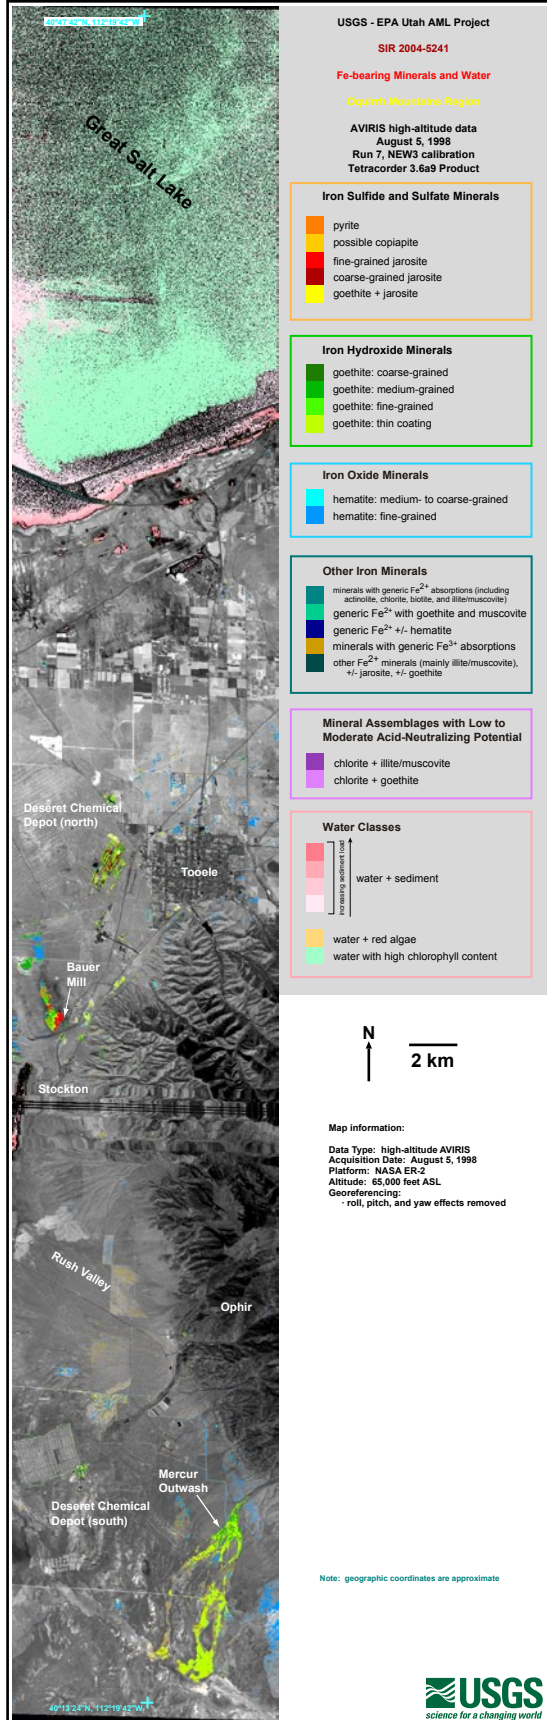 40°47'42"N, 112°19'42"W
Great Salt Lake
Deseret Chemical
Depot (north)
Tooele
Bauer
Mill
Stockton
Rush Valley
Ophir
Mercur
Outwash
Deseret Chemical
Depot (south)
40°13'24"N, 112°19'42"W
USGS - EPA Utah AML Project
SIR 2004-5241
Fe-bearing Minerals and Water
Oquirrh Mountains Region
AVIRIS high-altitude data
August 5, 1998
Run 7, NEW3 calibration
Tetracorder 3.6a9 Product
Iron Sulfide and Sulfate Minerals
pyrite
possible copiapite
fine-grained jarosite
coarse-grained jarosite
goethite + jarosite
Iron Hydroxide Minerals
goethite: coarse-grained
goethite: medium-grained
goethite: fine-grained
goethite: thin coating
Iron Oxide Minerals
hematite: medium- to coarse-grained
hematite: fine-grained
Other Iron Minerals
minerals with generic Fe2+ absorptions (including
actinolite, chlorite, biotite, and illite/muscovite)
generic Fe2+ with goethite and muscovite
generic Fe2+ +/- hematite
minerals with generic Fe3+ absorptions
other Fe2+ minerals (mainly illite/muscovite),
+/- jarosite, +/- goethite
Mineral Assemblages with Low to
Moderate Acid-Neutralizing Potential
chlorite + illite/muscovite
chlorite + goethite
Water Classes
increasing sediment load
water + sediment
water + red algae
water with high chlorophyll content
N
2 km
Map information:
Data Type: high-altitude AVIRIS
Acquisition Date: August 5, 1998
Platform: NASA ER-2
Altitude: 65,000 feet ASL
Georeferencing:
- roll, pitch, and yaw effects removed
Note: geographic coordinates are approximate
USGS
science for a changing world